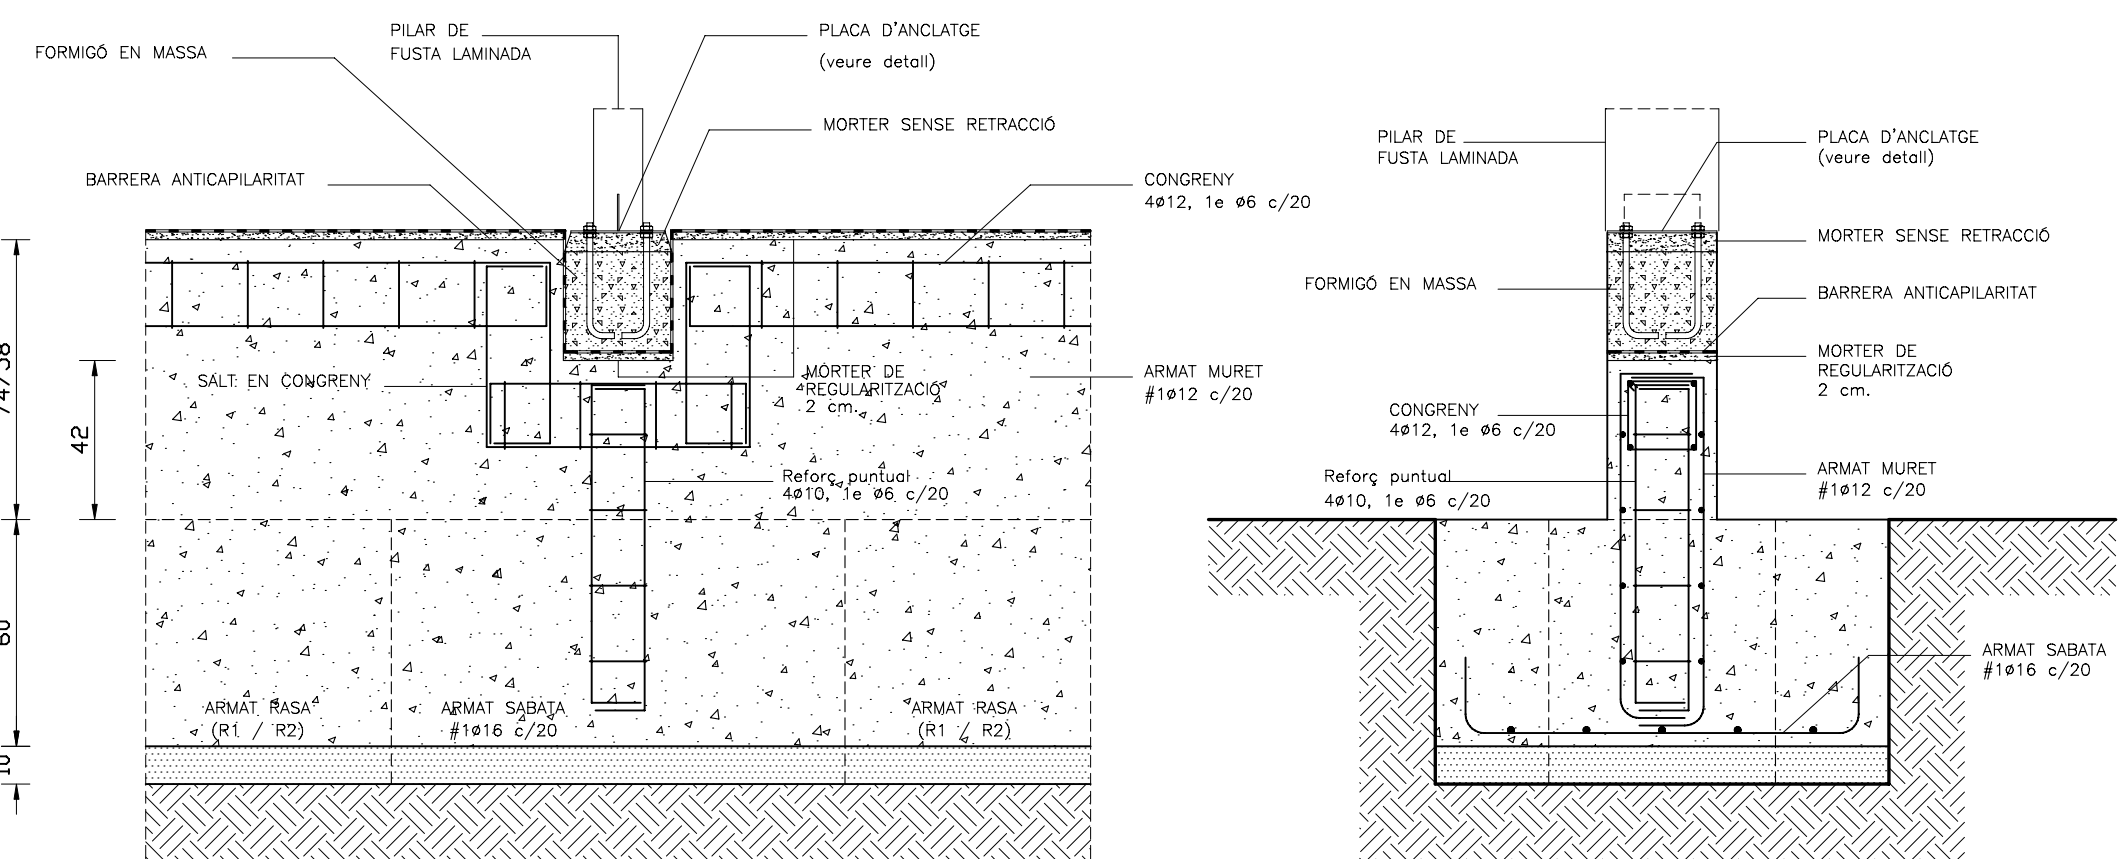 PILAR DE
FUSTA LAMINADA
PLACA D'ANCLATGE
(veure detall)
FORMIGÓ EN MASSA
MORTER SENSE RETRACCIÓ
BARRERA ANTICAPILARITAT
CONGRENY
4ø12, 1e ø6 c/20
SALT EN CONGRENY
MORTER DE
REGULARITZACIÓ
2 cm.
ARMAT MURET
#1ø12 c/20
42
Reforç puntual
4ø10, 1e ø6 c/20
60
ARMAT RASA
(R1 / R2)
ARMAT SABATA
#1ø16 c/20
ARMAT RASA
(R1 / R2)
10
PILAR DE
FUSTA LAMINADA
PLACA D'ANCLATGE
(veure detall)
MORTER SENSE RETRACCIÓ
FORMIGÓ EN MASSA
BARRERA ANTICAPILARITAT
MORTER DE
REGULARITZACIÓ
2 cm.
CONGRENY
4ø12, 1e ø6 c/20
Reforç puntual
4ø10, 1e ø6 c/20
ARMAT MURET
#1ø12 c/20
ARMAT SABATA
#1ø16 c/20